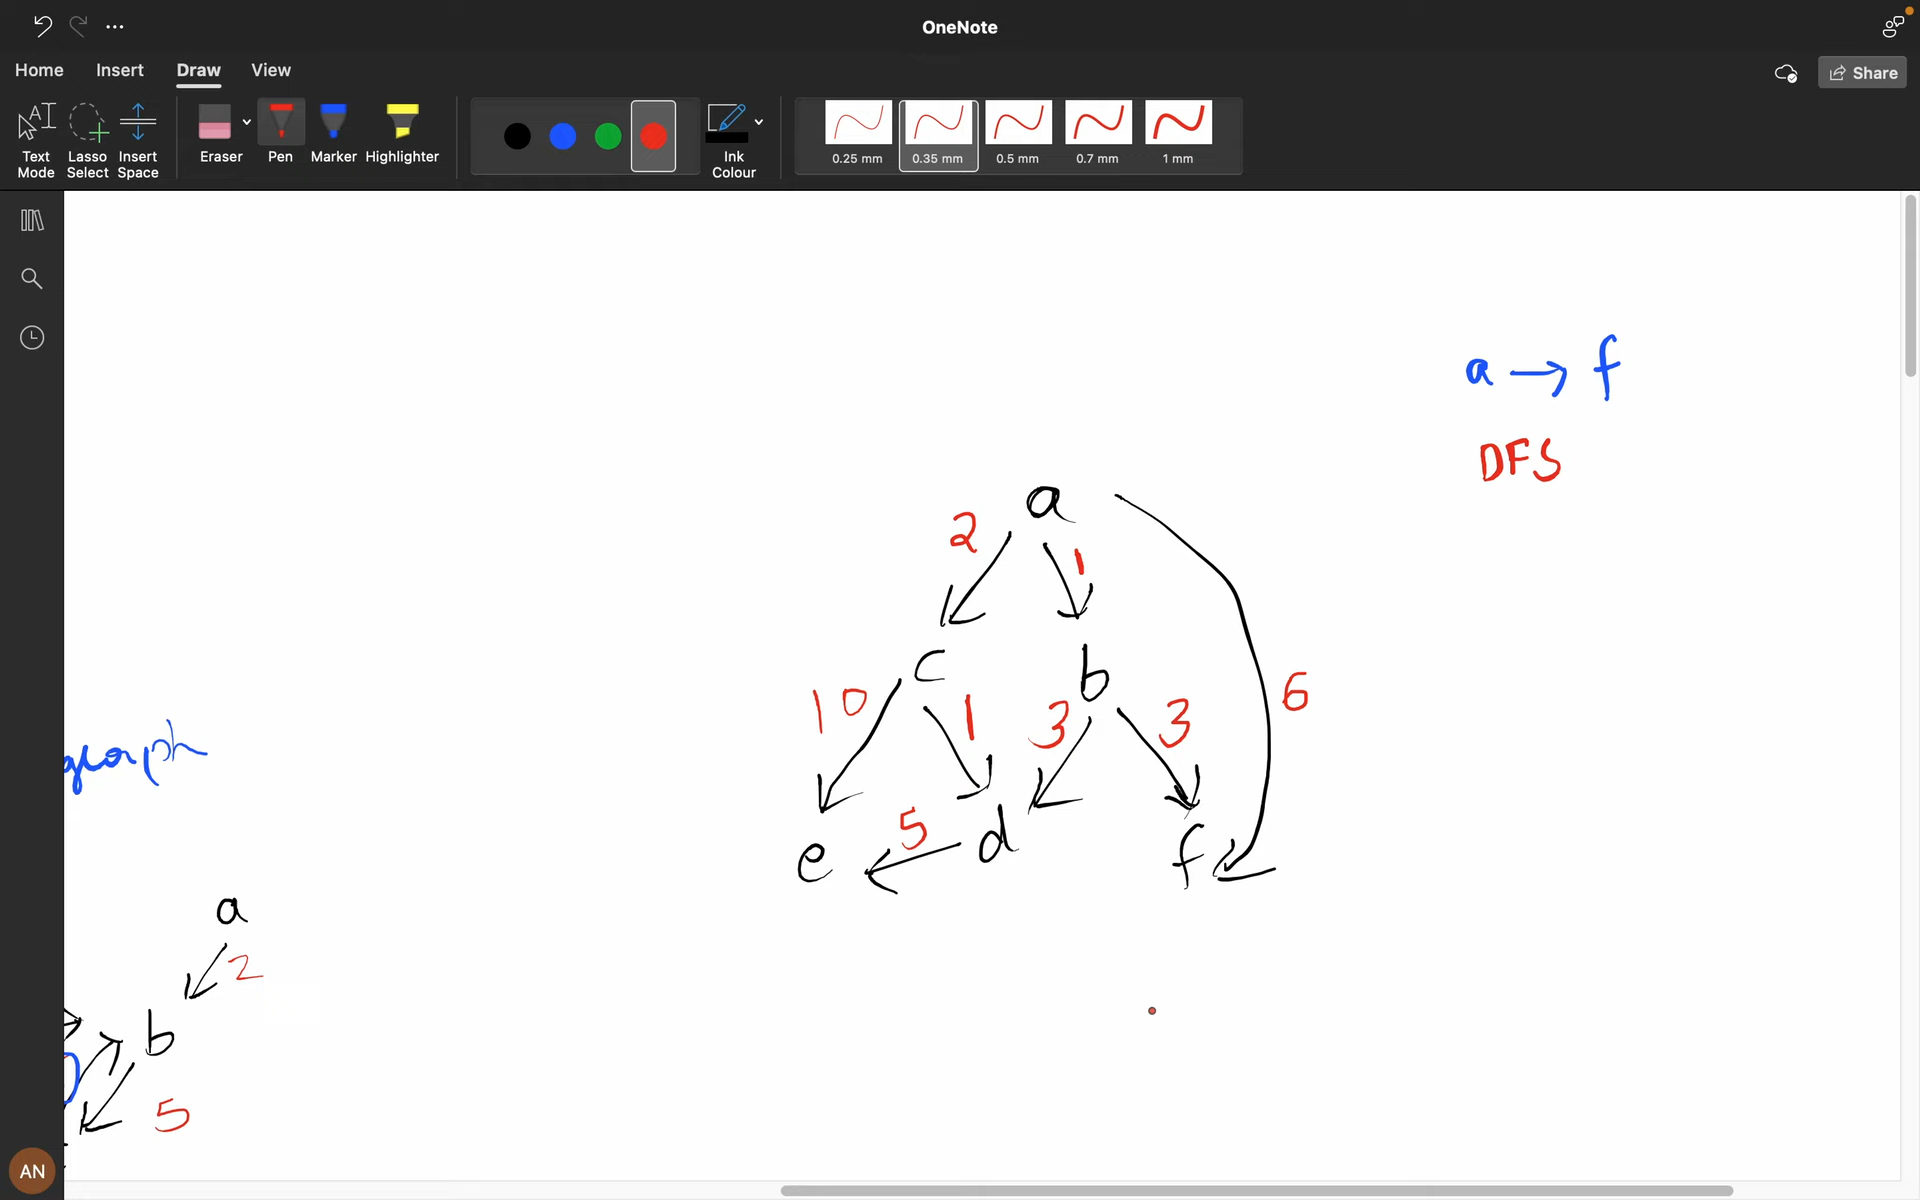 OneNote
Home Insert Draw View
Share
Text Mode
Lasso Select
Insert Space
Eraser
Pen
Marker
Highlighter
Ink Colour
0.25 mm
0.35 mm
0.5 mm
0.7 mm
1 mm
a → f
DFS
a
2
1
c
b
6
10
1
3
3
5
e
d
f
graph
a
2
b
5
AN